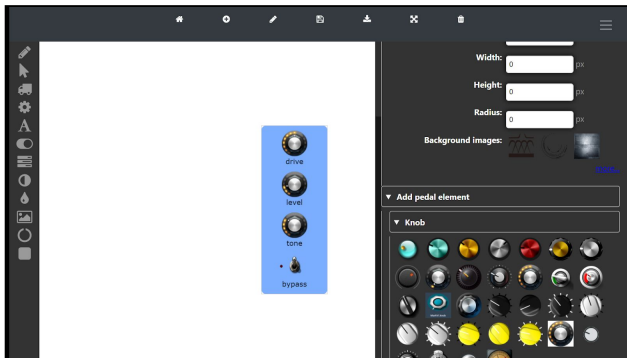 Width:
0
px
Height:
0
px
Radius:
0
px
Background images:
drive
level
tone
bypass
A
▼ Add pedal element
▼ Knob